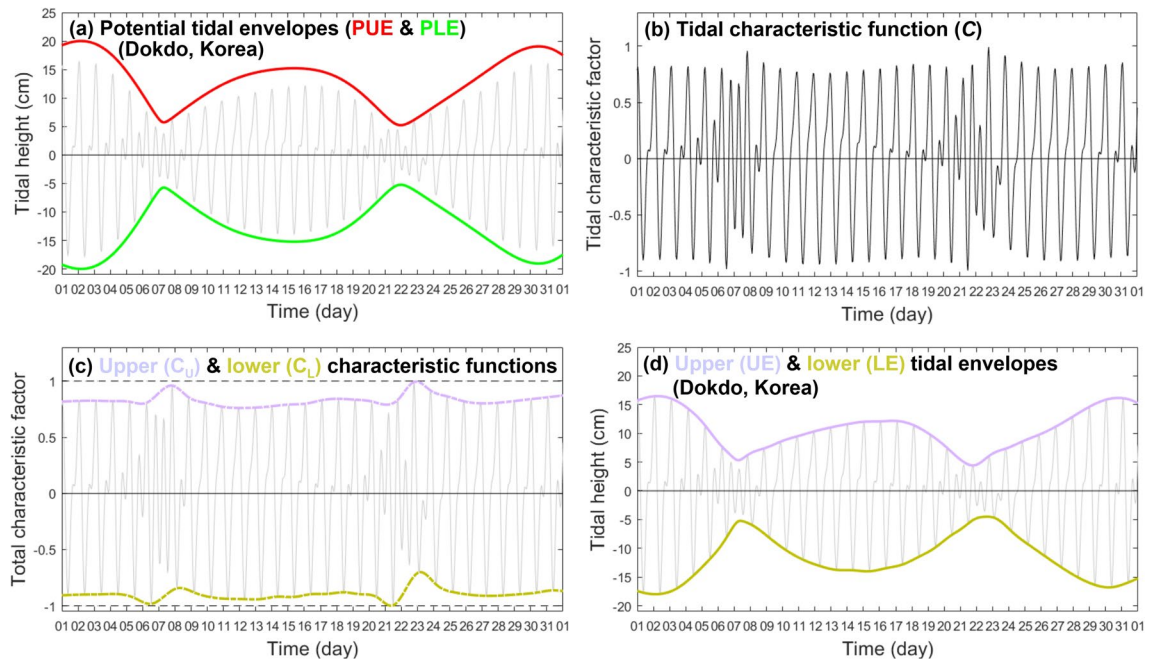 (a) Potential tidal envelopes (PUE & PLE)
(Dokdo, Korea)
25
20
15
10
5
0
-5
-10
-15
-20
Tidal height (cm)
01 02 03 04 05 06 07 08 10 11 12 13 14 15 16 17 18 19 20 21 22 23 25 26 27 28 29 30 31 01
Time (day)
(b) Tidal characteristic function (C)
1
0.5
0
-0.5
-1
Tidal characteristic factor
01 02 03 04 05 06 07 08 10 11 12 13 14 15 16 17 18 19 20 21 22 23 25 26 27 28 29 30 31 01
Time (day)
(c) Upper (CU) & lower (CL) characteristic functions
1
0.5
0
-0.5
-1
Total characteristic factor
01 02 03 04 05 06 07 08 10 11 12 13 14 15 16 17 18 19 20 21 22 23 25 26 27 28 29 30 31 01
Time (day)
(d) Upper (UE) & lower (LE) tidal envelopes
(Dokdo, Korea)
25
20
15
10
5
0
-5
-10
-15
-20
Tidal height (cm)
01 02 03 04 05 06 07 08 10 11 12 13 14 15 16 17 18 19 20 21 22 23 25 26 27 28 29 30 31 01
Time (day)